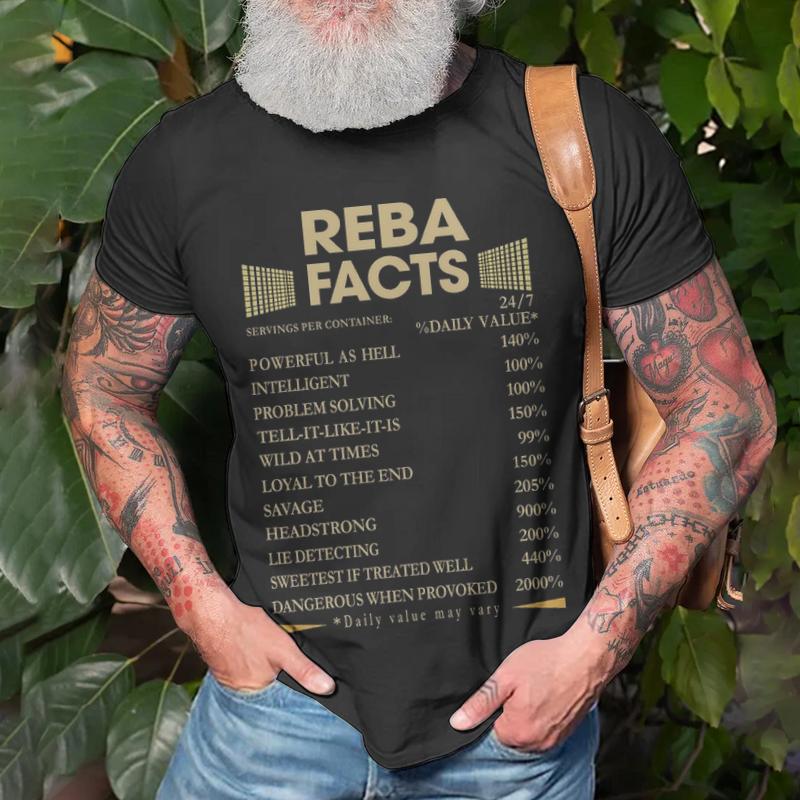 REBA
FACTS
24/7
SERVINGS PER CONTAINER: %DAILY VALUE*
POWERFUL AS HELL 140%
INTELLIGENT 100%
PROBLEM SOLVING 100%
TELL-IT-LIKE-IT-IS 150%
WILD AT TIMES 99%
LOYAL TO THE END 150%
SAVAGE 205%
HEADSTRONG 900%
LIE DETECTING 200%
SWEETEST IF TREATED WELL 440%
DANGEROUS WHEN PROVOKED 2000%
*Daily value may vary